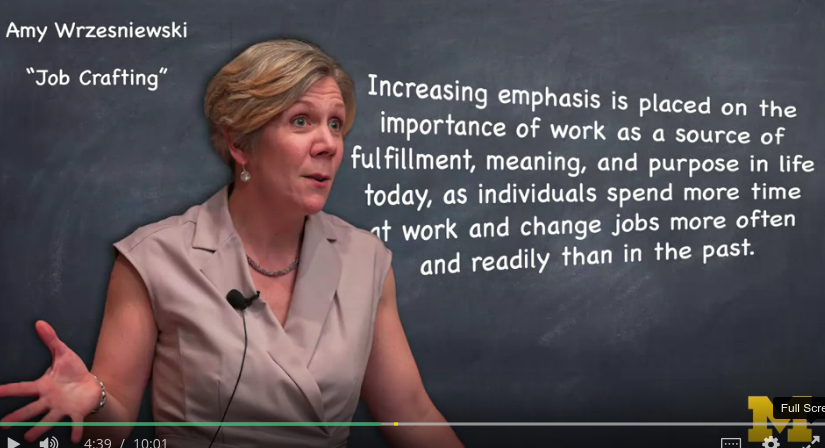 Amy Wrzesniewski
"Job Crafting"
Increasing emphasis is placed on the
importance of work as a source of
fulfillment, meaning, and purpose in life
today, as individuals spend more time
at work and change jobs more often
and readily than in the past.
M
Full Scre
4:39 / 10:01